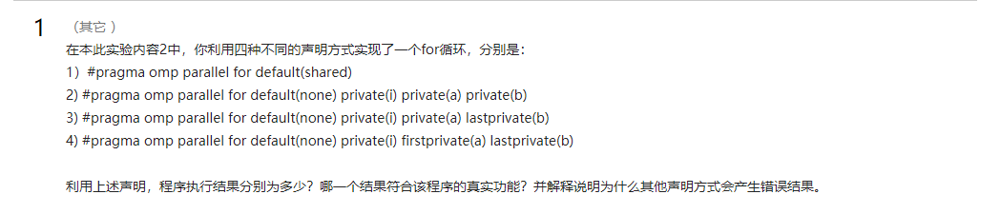 1 （其它 ）
在本此实验内容2中，你利用四种不同的声明方式实现了一个for循环，分别是：
1）#pragma omp parallel for default(shared)
2) #pragma omp parallel for default(none) private(i) private(a) private(b)
3) #pragma omp parallel for default(none) private(i) private(a) lastprivate(b)
4) #pragma omp parallel for default(none) private(i) firstprivate(a) lastprivate(b)
利用上述声明，程序执行结果分别为多少？哪一个结果符合该程序的真实功能？并解释说明为什么其他声明方式会产生错误结果。